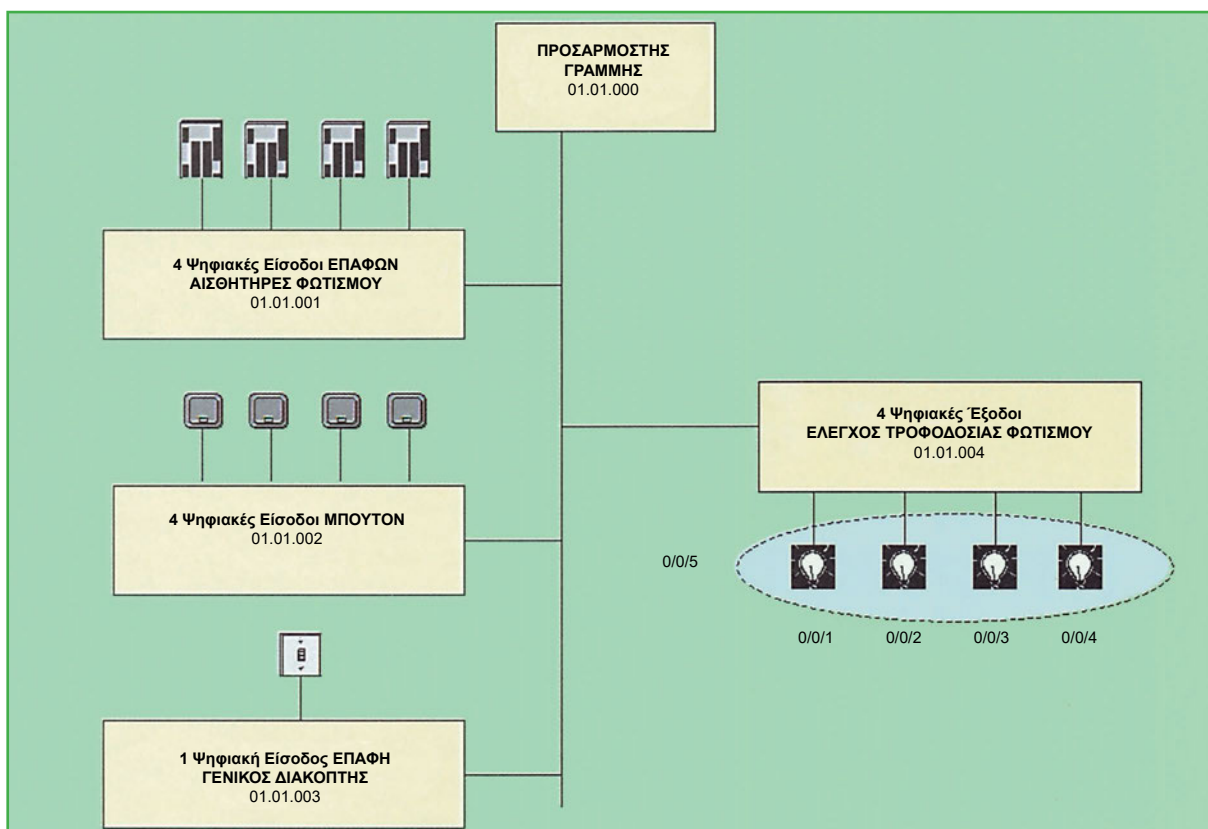 ΠΡΟΣΑΡΜΟΣΤΗΣ
ΓΡΑΜΜΗΣ
01.01.000
4 Ψηφιακές Είσοδοι ΕΠΑΦΩΝ
ΑΙΣΘΗΤΗΡΕΣ ΦΩΤΙΣΜΟΥ
01.01.001
4 Ψηφιακές Έξοδοι
ΕΛΕΓΧΟΣ ΤΡΟΦΟΔΟΣΙΑΣ ΦΩΤΙΣΜΟΥ
01.01.004
4 Ψηφιακές Είσοδοι ΜΠΟΥΤΟΝ
01.01.002
0/0/5
0/0/1 0/0/2 0/0/3 0/0/4
1 Ψηφιακή Είσοδος ΕΠΑΦΗ
ΓΕΝΙΚΟΣ ΔΙΑΚΟΠΤΗΣ
01.01.003